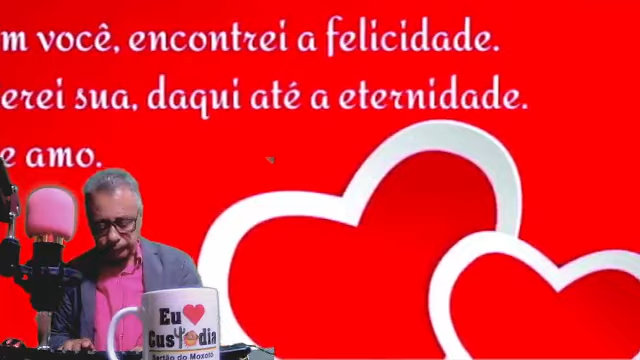 m você, encontrei a felicidade.
erei sua, daqui até a eternidade.
e amo.
Eu
Custodia
Sertão do Moxotó